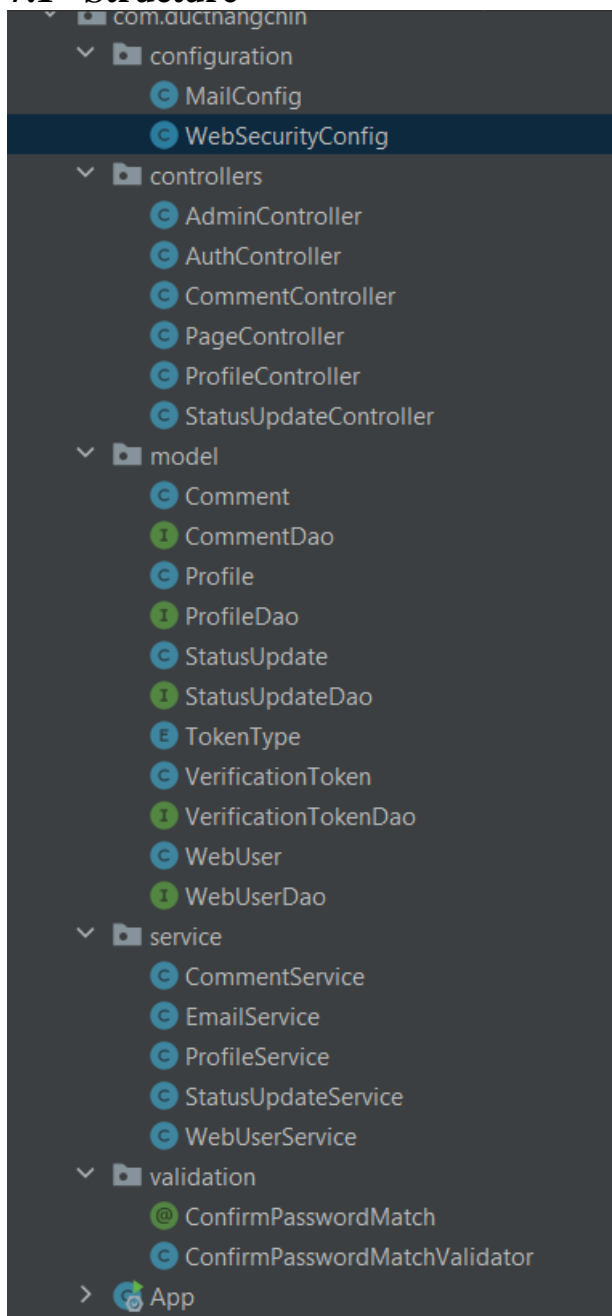 configuration
MailConfig
WebSecurityConfig
controllers
AdminController
AuthController
CommentController
PageController
ProfileController
StatusUpdateController
model
C Comment
I CommentDao
C Profile
I ProfileDao
C StatusUpdate
I StatusUpdateDao
E TokenType
C VerificationToken
I VerificationTokenDao
C WebUser
I WebUserDao
service
C CommentService
C EmailService
C ProfileService
C StatusUpdateService
C WebUserService
validation
@ ConfirmPasswordMatch
C ConfirmPasswordMatchValidator
App